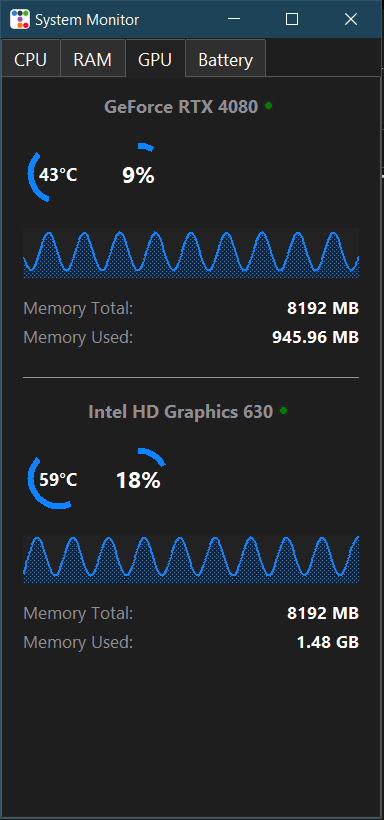 System Monitor
CPU RAM GPU Battery
GeForce RTX 4080
43°C 9%
Memory Total: 8192 MB
Memory Used: 945.96 MB
Intel HD Graphics 630
59°C 18%
Memory Total: 8192 MB
Memory Used: 1.48 GB